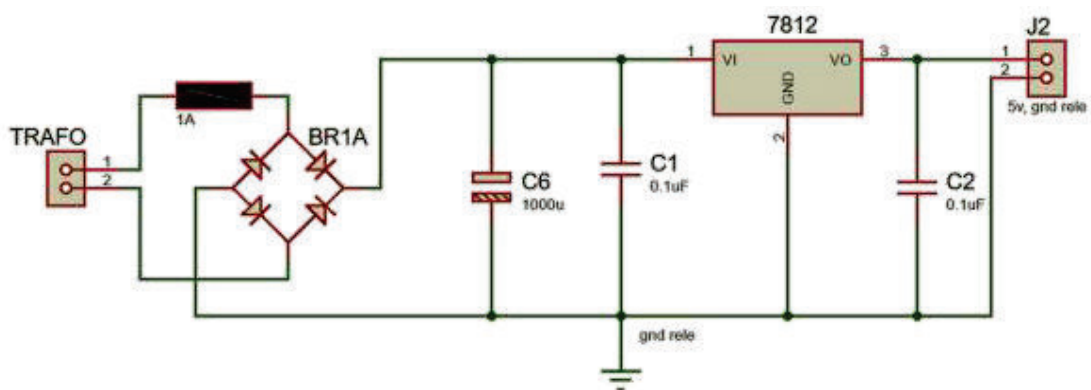 7812
J2
1
VI
VO
3
1
2
GND
2
5v, gnd rele
1A
TRAFO
1
2
BR1A
C6
1000u
C1
0.1uF
C2
0.1uF
gnd rele